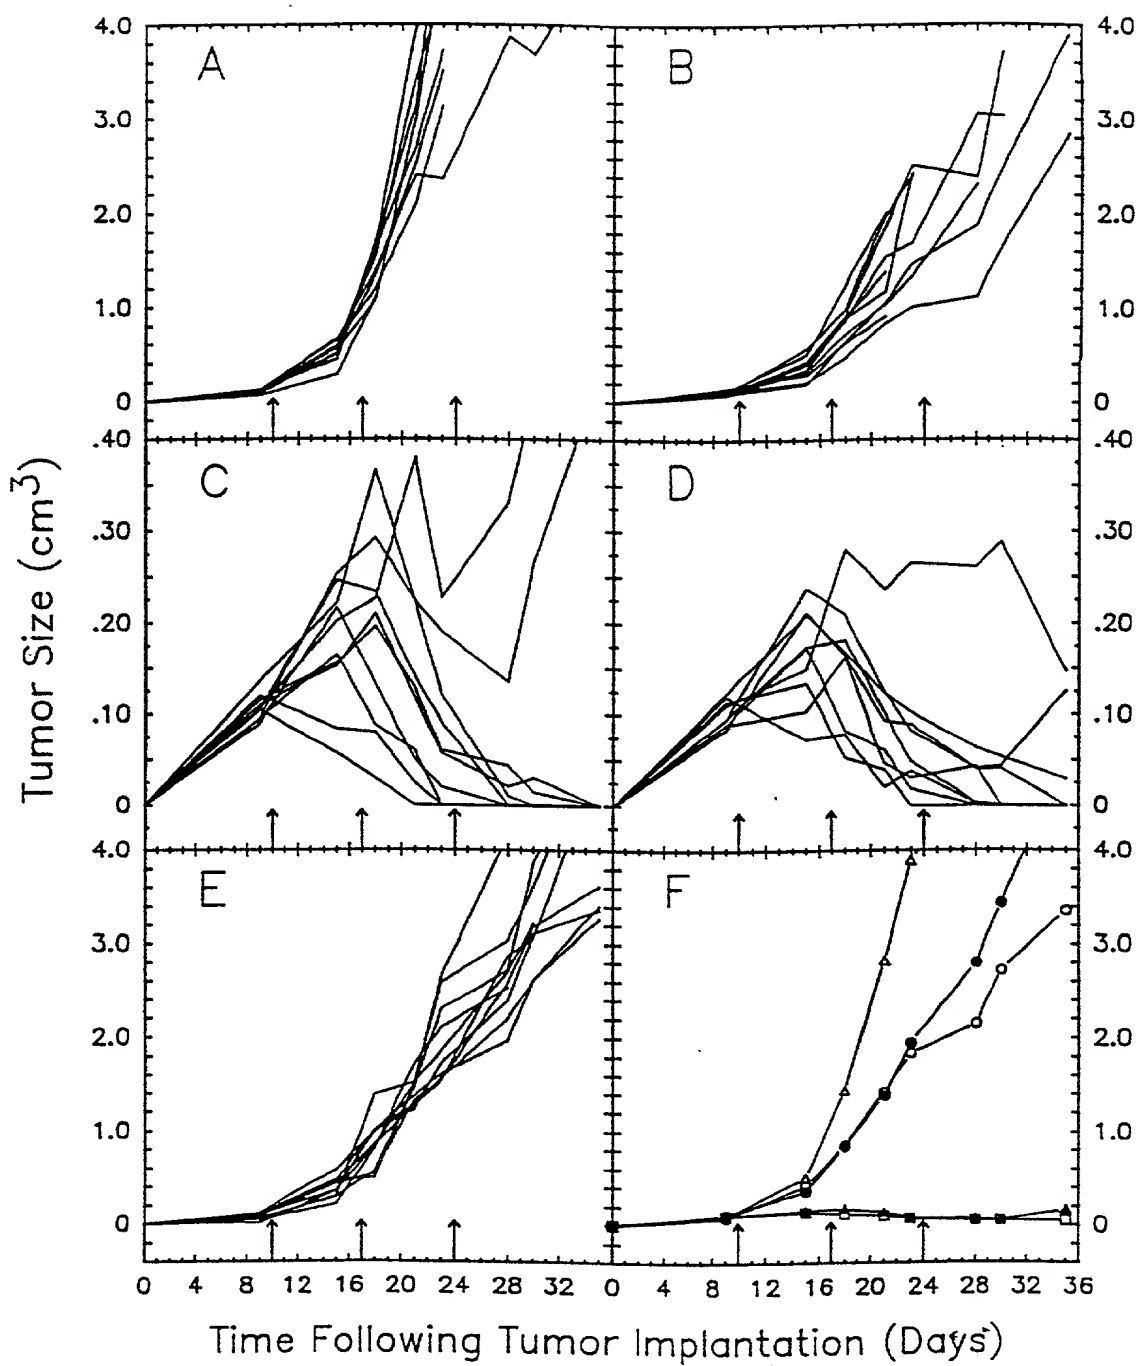 4.0 4.0
A B
3.0 3.0
2.0 2.0
1.0 1.0
0 0
.40 .40
C D
.30 .30
.20 .20
.10 .10
0 0
4.0 4.0
E F
3.0 3.0
2.0 2.0
1.0 1.0
0 0
0 4 8 12 16 20 24 28 32 0 4 8 12 16 20 24 28 32 36
Tumor Size (cm3)
Time Following Tumor Implantation (Days)